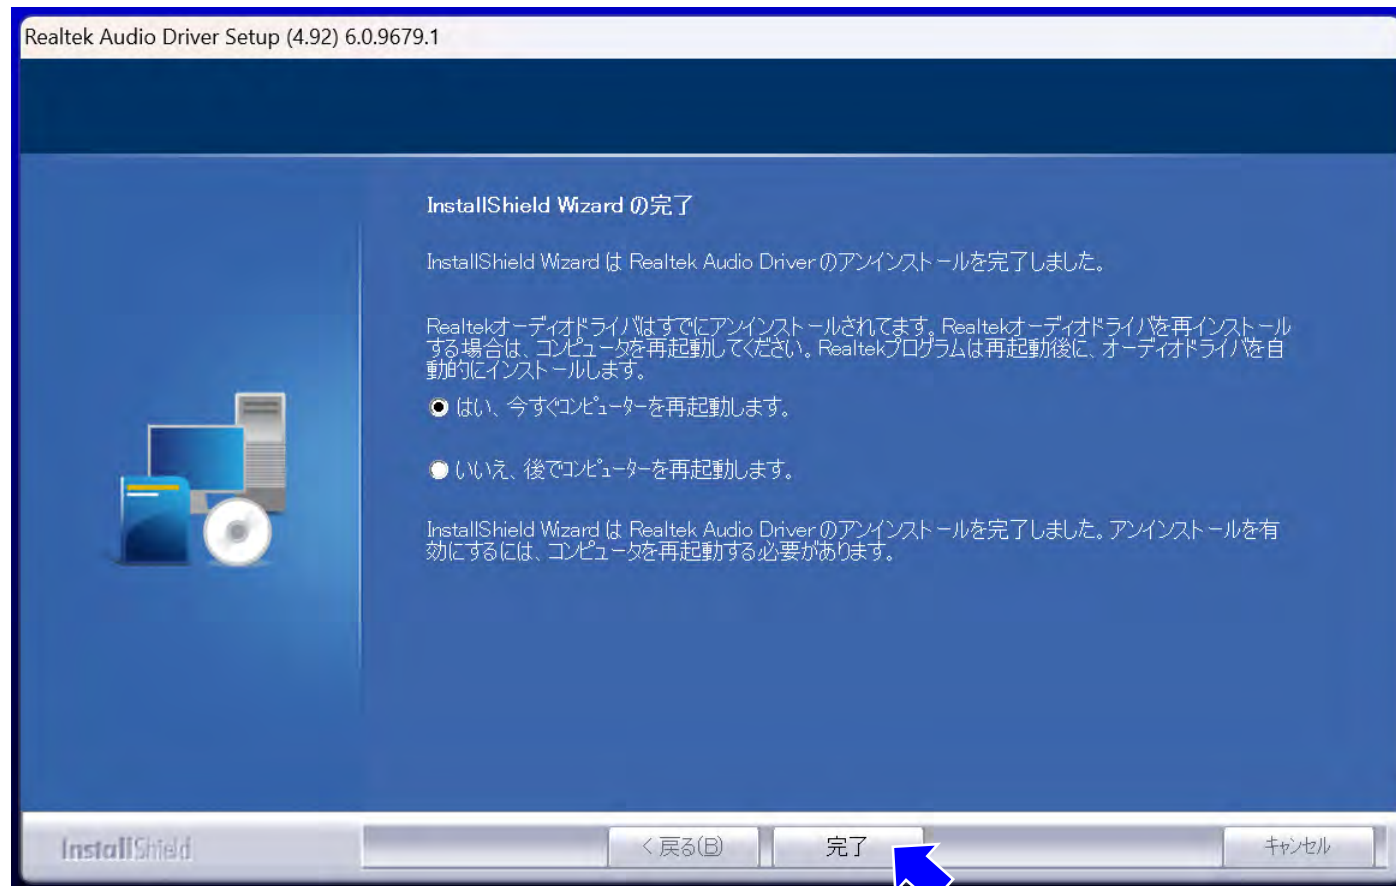 Realtek Audio Driver Setup (4.92) 6.0.9679.1
InstallShield Wizard の完了
InstallShield Wizard は Realtek Audio Driver のアンインストールを完了しました。
Realtekオーディオドライバはすでにアンインストールされてます。Realtekオーディオドライバを再インストール
する場合は、コンピュータを再起動してください。Realtekプログラムは再起動後に、オーディオドライバを自
動的にインストールします。
はい、今すぐコンピューターを再起動します。
いいえ、後でコンピューターを再起動します。
InstallShield Wizard は Realtek Audio Driver のアンインストールを完了しました。アンインストールを有
効にするには、コンピュータを再起動する必要があります。
InstallShield
< 戻る(B)
完了
キャンセル